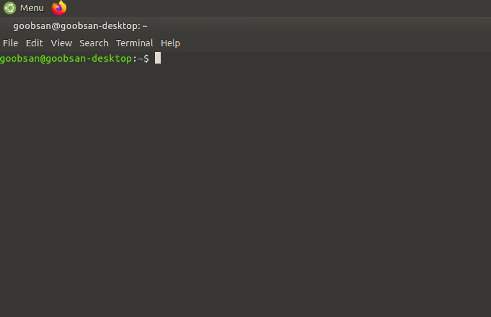 Menu
goobsan@goobsan-desktop: ~
File Edit View Search Terminal Help
goobsan@goobsan-desktop:~$